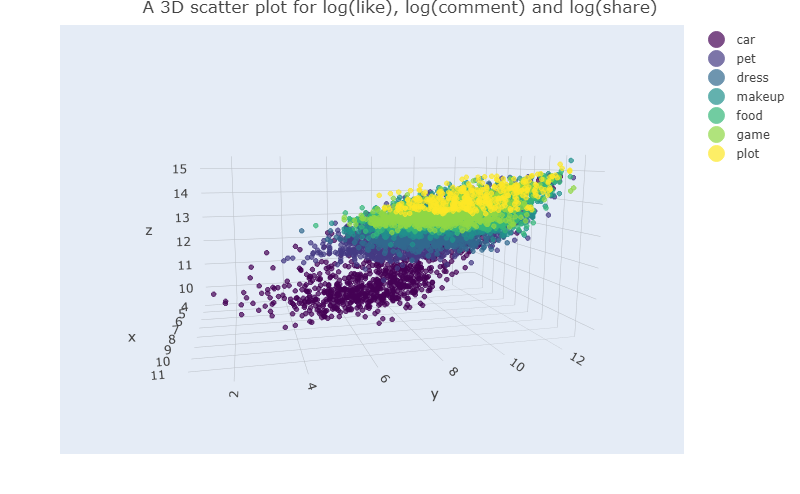 A 3D scatter plot for log(like), log(comment) and log(share)
car
pet
dress
makeup
food
game
plot
15
14
13
12
11
10
z
4
5
6
7
8
9
10
11
x
2
4
6
8
10
12
y